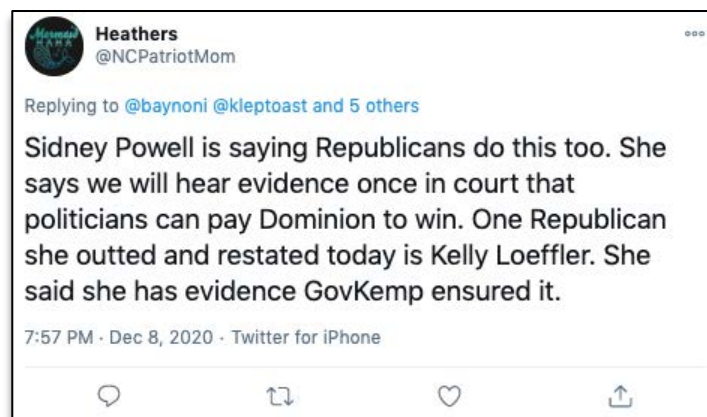 Mermaid
MAMA
Heathers
@NCPatriotMom
Replying to @baynoni @kleptoast and 5 others
Sidney Powell is saying Republicans do this too. She
says we will hear evidence once in court that
politicians can pay Dominion to win. One Republican
she outted and restated today is Kelly Loeffler. She
said she has evidence GovKemp ensured it.
7:57 PM · Dec 8, 2020 · Twitter for iPhone